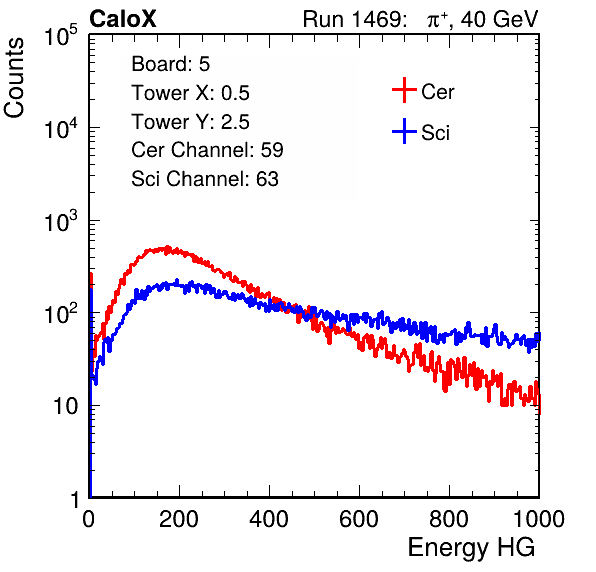 CaloX Run 1469: π⁺, 40 GeV
Counts
10⁵
10⁴
10³
10²
10
1
Board: 5
Tower X: 0.5
Tower Y: 2.5
Cer Channel: 59
Sci Channel: 63
Cer
Sci
0 200 400 600 800 1000
Energy HG